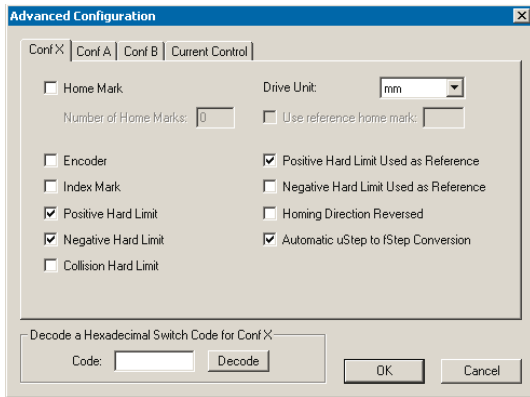 Advanced Configuration
Conf X Conf A Conf B Current Control
Home Mark Drive Unit: mm
Number of Home Marks: 0 Use reference home mark:
Encoder Positive Hard Limit Used as Reference
Index Mark Negative Hard Limit Used as Reference
Positive Hard Limit Homing Direction Reversed
Negative Hard Limit Automatic uStep to fStep Conversion
Collision Hard Limit
Decode a Hexadecimal Switch Code for Conf X
Code: Decode OK Cancel